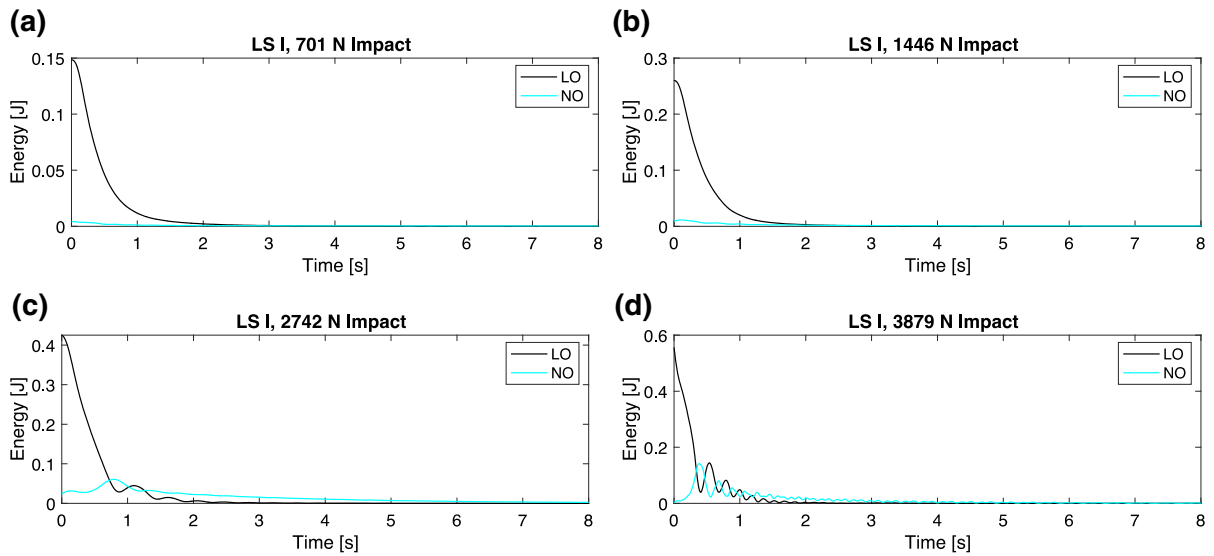 (a)
LS I, 701 N Impact
0.15
0.1
0.05
0
Energy [J]
LO
NO
0 1 2 3 4 5 6 7 8
Time [s]
(b)
LS I, 1446 N Impact
0.3
0.2
0.1
0
Energy [J]
LO
NO
0 1 2 3 4 5 6 7 8
Time [s]
(c)
LS I, 2742 N Impact
0.4
0.3
0.2
0.1
0
Energy [J]
LO
NO
0 1 2 3 4 5 6 7 8
Time [s]
(d)
LS I, 3879 N Impact
0.6
0.4
0.2
0
Energy [J]
LO
NO
0 1 2 3 4 5 6 7 8
Time [s]